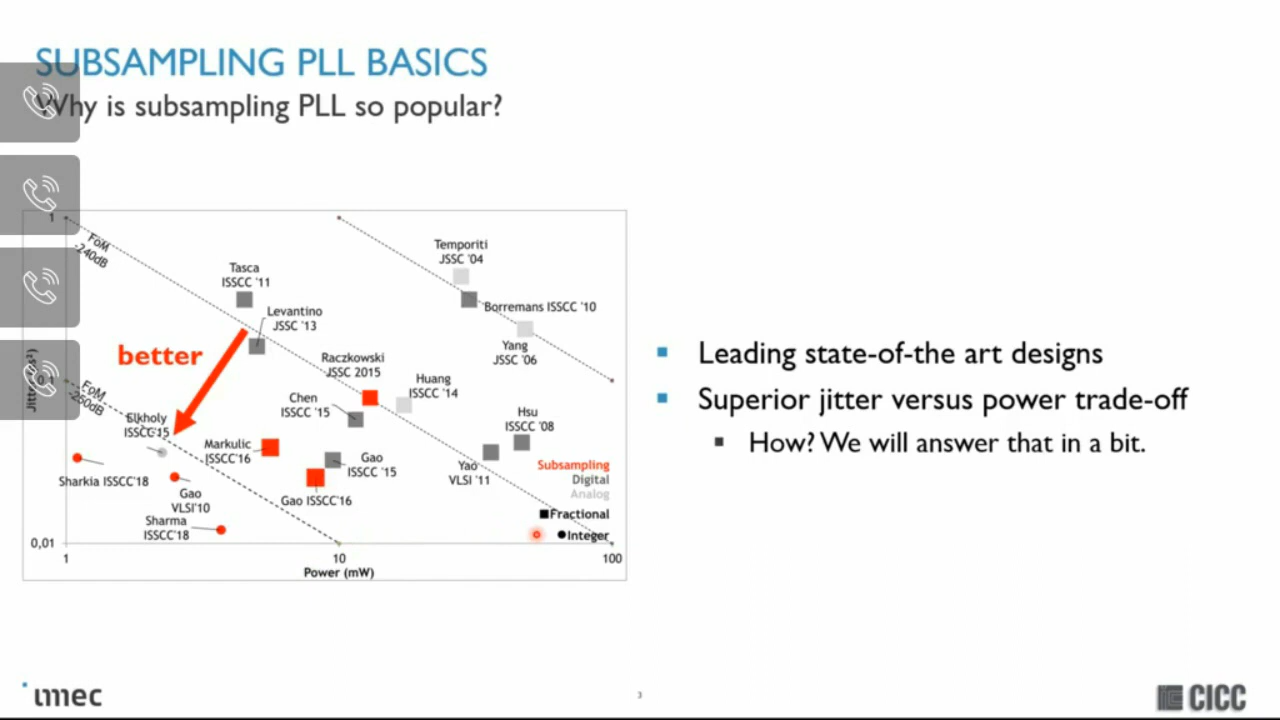 SUBSAMPLING PLL BASICS
Why is subsampling PLL so popular?
1
FoM
-240dB
Temporiti
JSSC '04
Tasca
ISSCC '11
Levantino
JSSC '13
Borremans ISSCC '10
Yang
JSSC '06
better
Raczkowski
JSSC 2015
Huang
ISSCC '14
FoM
-260dB
Chen
ISSCC '15
Elkholy
ISSCC'15
Hsu
ISSCC '08
Markulic
ISSCC'16
Gao
ISSCC '15
Yao
VLSI '11
Sharkia ISSCC'18
Gao
VLSI'10
Gao ISSCC'16
Sharma
ISSCC'18
Subsampling
Digital
Analog
Fractional
Integer
0,01
1
10
100
Power (mW)
Leading state-of-the art designs
Superior jitter versus power trade-off
How? We will answer that in a bit.
imec
3
CICC